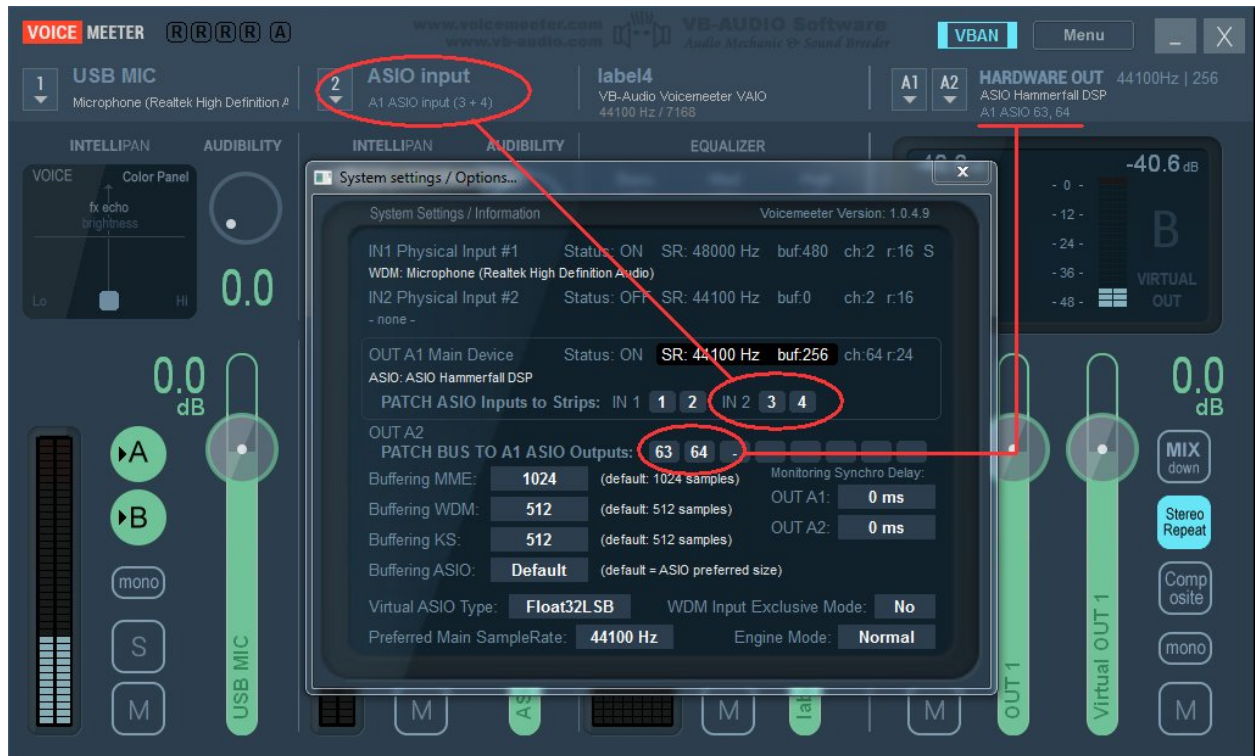 VOICE MEETER R R R R A
www.voicemeeter.com
www.vb-audio.com
VB-AUDIO Software
Audio Mechanic & Sound Breeder
VBAN Menu _ X
1 USB MIC
Microphone (Realtek High Definition A
2 ASIO input
A1 ASIO input (3 + 4)
label4
VB-Audio Voicemeeter VAIO
44100 Hz / 7168
A1 A2 HARDWARE OUT 44100Hz | 256
ASIO Hammerfall DSP
A1 ASIO 63, 64
INTELLIPAN AUDIBILITY INTELLIPAN AUDIBILITY EQUALIZER
VOICE Color Panel
fx echo
brightness
Lo Hi
0.0
-40.6 dB
- 0 -
- 12 -
- 24 -
- 36 -
- 48 -
B
VIRTUAL
OUT
System settings / Options... x
System Settings / Information Voicemeeter Version: 1.0.4.9
IN1 Physical Input #1 Status: ON SR: 48000 Hz buf:480 ch:2 r:16 S
WDM: Microphone (Realtek High Definition Audio)
IN2 Physical Input #2 Status: OFF SR: 44100 Hz buf:0 ch:2 r:16
- none -
OUT A1 Main Device Status: ON SR: 44100 Hz buf:256 ch:64 r:24
ASIO: ASIO Hammerfall DSP
PATCH ASIO Inputs to Strips: IN 1 1 2 IN 2 3 4
OUT A2
PATCH BUS TO A1 ASIO Outputs: 63 64 -
Buffering MME: 1024 (default: 1024 samples) Monitoring Synchro Delay:
Buffering WDM: 512 (default: 512 samples) OUT A1: 0 ms
Buffering KS: 512 (default: 512 samples) OUT A2: 0 ms
Buffering ASIO: Default (default = ASIO preferred size)
Virtual ASIO Type: Float32LSB WDM Input Exclusive Mode: No
Preferred Main SampleRate: 44100 Hz Engine Mode: Normal
0.0
dB
A
B
mono
S
M
USB MIC
M
M
M
OUT 1
Virtual OUT 1
0.0
dB
MIX
down
Stereo
Repeat
Comp
osite
mono
M